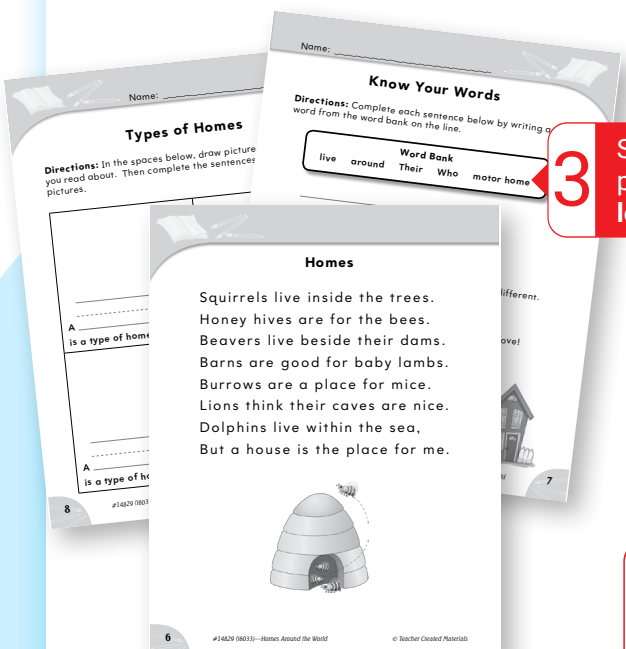 Name:
Types of Homes
Directions: In the spaces below, draw picture
you read about. Then complete the sentences
pictures.
A
is a type of home
A
is a type of ho
8
#14829 (i6033
Name:
Know Your Words
Directions: Complete each sentence below by writing a
word from the word bank on the line.
Word Bank
live around Their Who motor home
different.
ove!
7
3
Homes
Squirrels live inside the trees.
Honey hives are for the bees.
Beavers live beside their dams.
Barns are good for baby lambs.
Burrows are a place for mice.
Lions think their caves are nice.
Dolphins live within the sea,
But a house is the place for me.
6 #14829 (i6033)—Homes Around the World © Teacher Created Materials